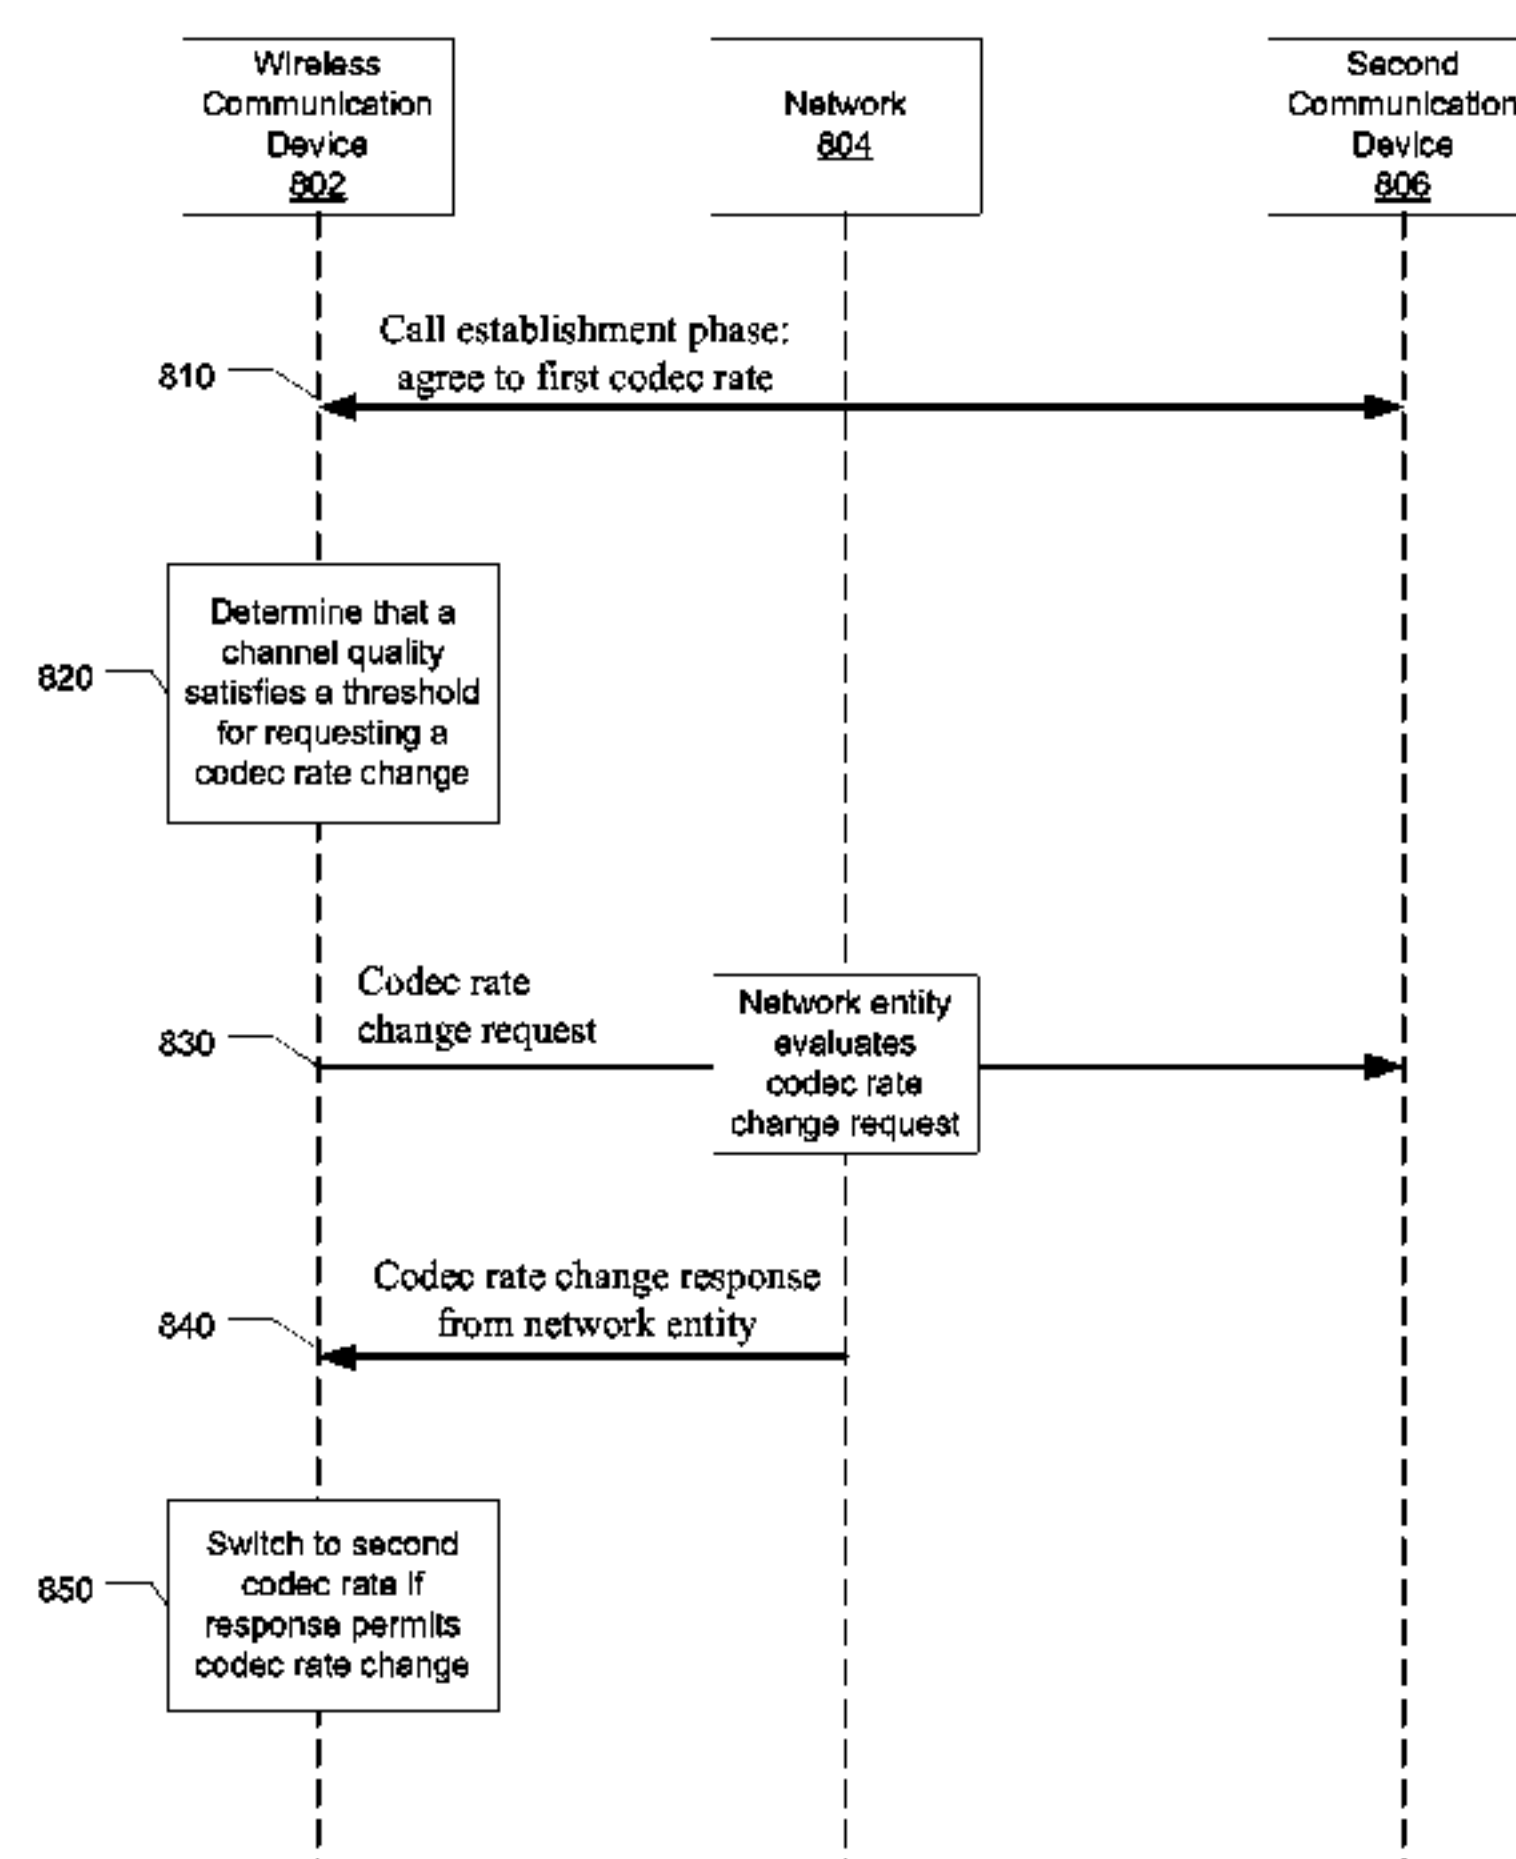 Wireless
Communication
Device
802
Network
804
Second
Communication
Device
806
Call establishment phase:
agree to first codec rate
810
Determine that a
channel quality
satisfies a threshold
for requesting a
codec rate change
820
Codec rate
change request
830
Network entity
evaluates
codec rate
change request
Codec rate change response
from network entity
840
Switch to second
codec rate if
response permits
codec rate change
850